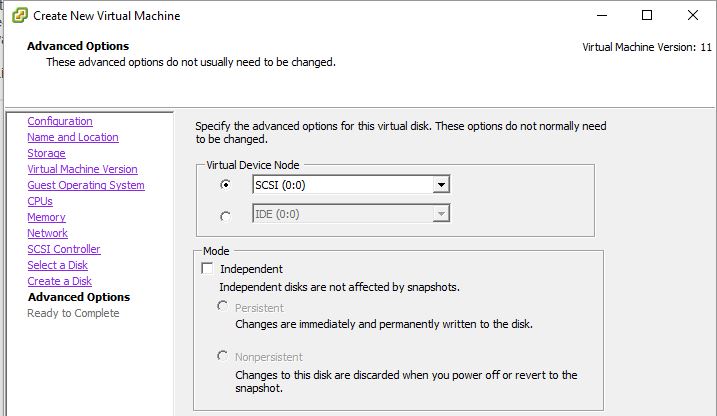 Create New Virtual Machine
Advanced Options
These advanced options do not usually need to be changed.
Virtual Machine Version: 11
Configuration
Name and Location
Storage
Virtual Machine Version
Guest Operating System
CPUs
Memory
Network
SCSI Controller
Select a Disk
Create a Disk
Advanced Options
Ready to Complete
Specify the advanced options for this virtual disk. These options do not normally need
to be changed.
Virtual Device Node
SCSI (0:0)
IDE (0:0)
Mode
Independent
Independent disks are not affected by snapshots.
Persistent
Changes are immediately and permanently written to the disk.
Nonpersistent
Changes to this disk are discarded when you power off or revert to the
snapshot.